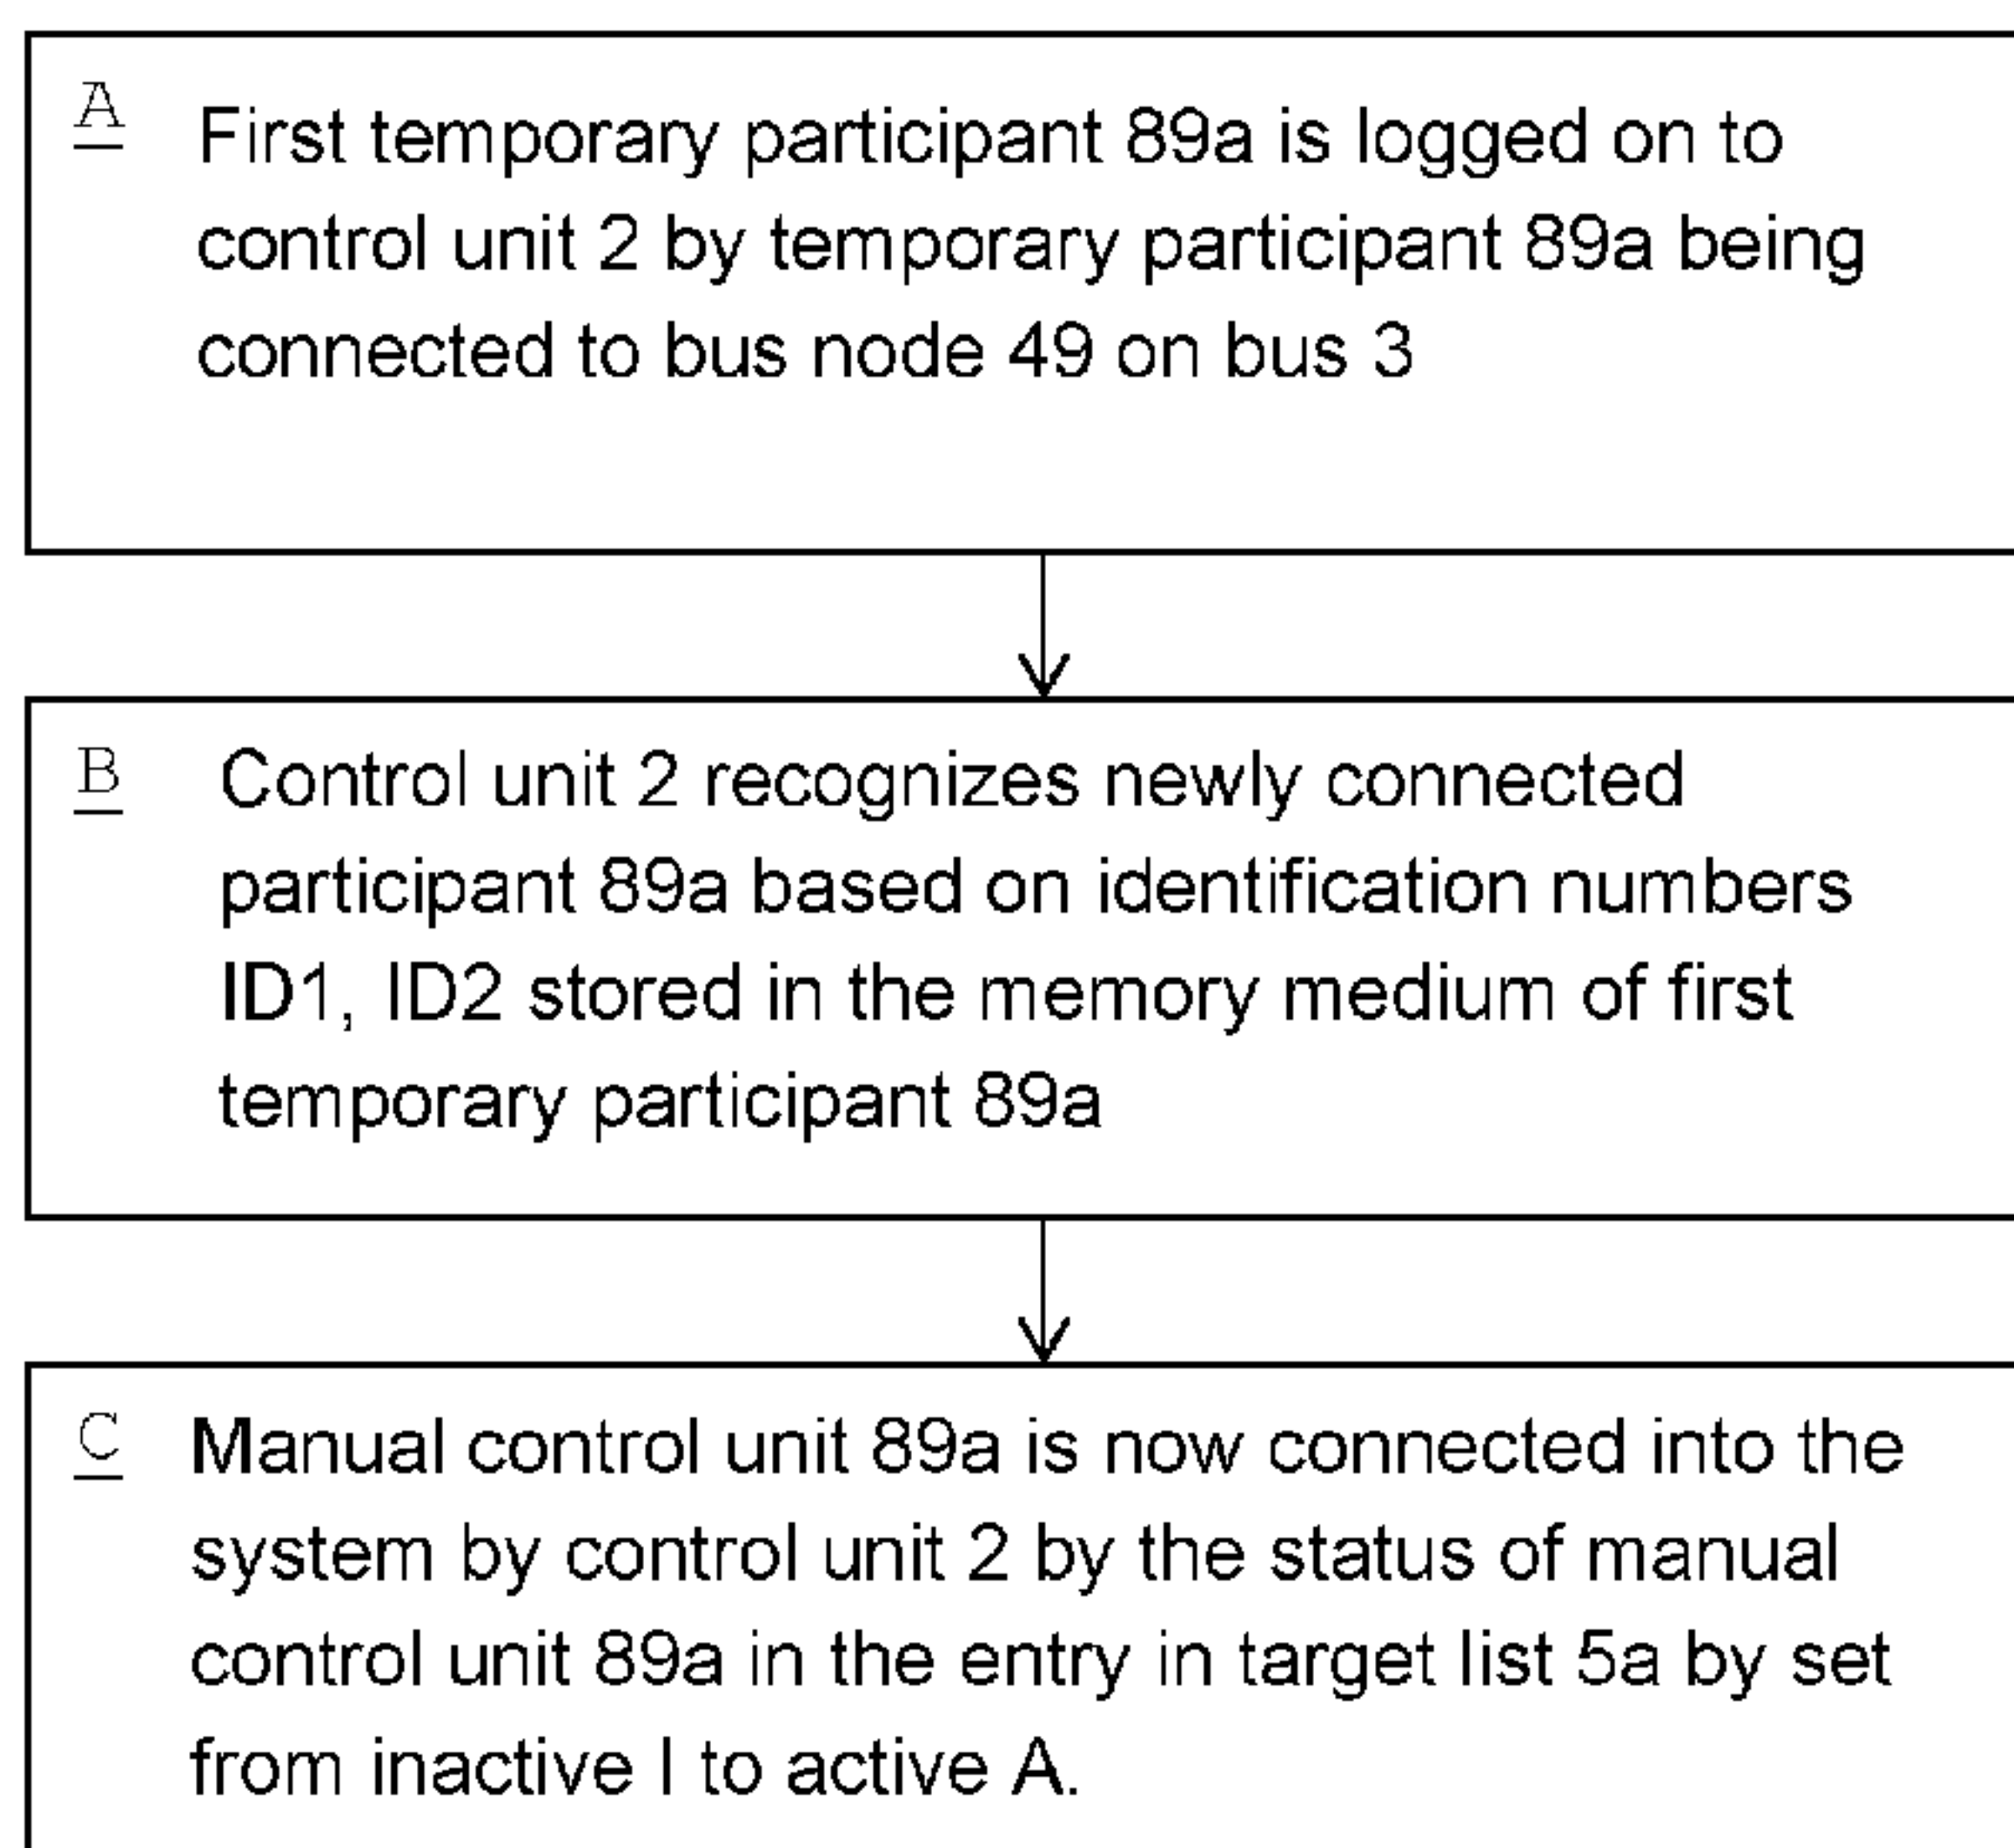 A
First temporary participant 89a is logged on to
control unit 2 by temporary participant 89a being
connected to bus node 49 on bus 3
B
Control unit 2 recognizes newly connected
participant 89a based on identification numbers
ID1, ID2 stored in the memory medium of first
temporary participant 89a
C
Manual control unit 89a is now connected into the
system by control unit 2 by the status of manual
control unit 89a in the entry in target list 5a by set
from inactive I to active A.